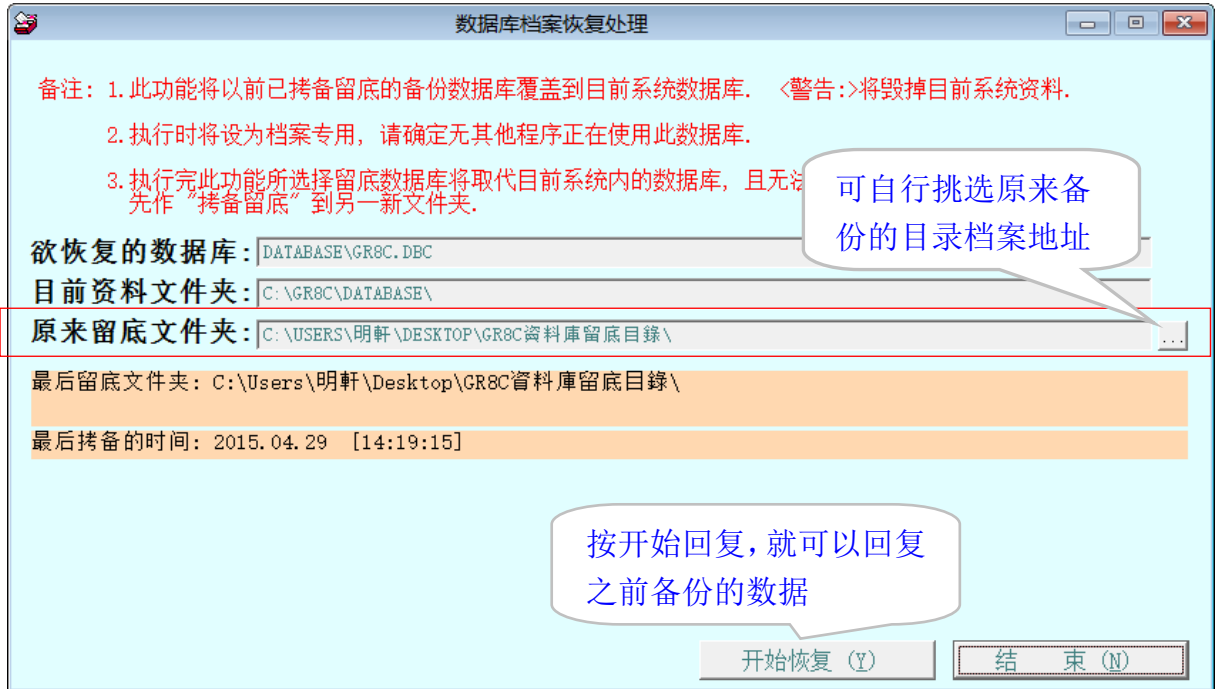 数据库档案恢复处理
备注: 1.此功能将以前已拷备留底的备份数据库覆盖到目前系统数据库. <警告:>将毁掉目前系统资料.
2.执行时将设为档案专用, 请确定无其他程序正在使用此数据库.
3.执行完此功能所选择留底数据库将取代目前系统内的数据库, 且无法
先作 "拷备留底" 到另一新文件夹.
可自行挑选原来备
份的目录档案地址
欲恢复的数据库: DATABASE\GR8C.DBC
目前资料文件夹: C:\GR8C\DATABASE\
原来留底文件夹: C:\USERS\明軒\DESKTOP\GR8C資料庫留底目錄\ ...
最后留底文件夹: C:\Users\明軒\Desktop\GR8C資料庫留底目錄\
最后拷备的时间: 2015.04.29 [14:19:15]
按开始回复,就可以回复
之前备份的数据
开始恢复 (Y) 结 束 (N)